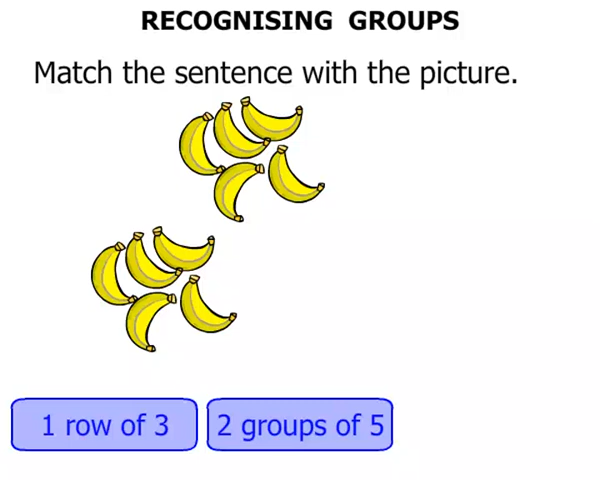 RECOGNISING GROUPS
Match the sentence with the picture.
1 row of 3
2 groups of 5